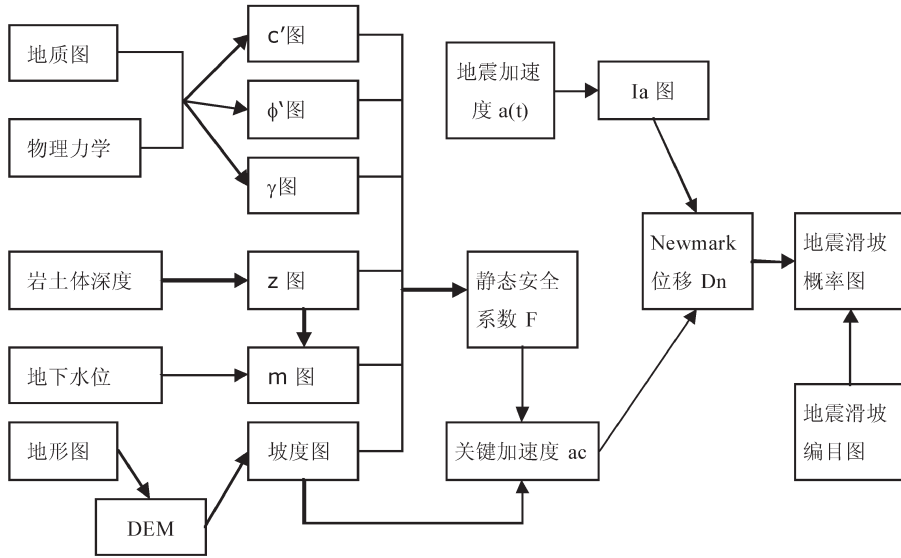 地质图
物理力学
岩土体深度
地下水位
地形图
DEM
c′图
ϕ‵图
γ图
z 图
m 图
坡度图
地震加速
度 a(t)
Ia 图
静态安全
系数 F
关键加速度 ac
Newmark
位移 Dn
地震滑坡
概率图
地震滑坡
编目图